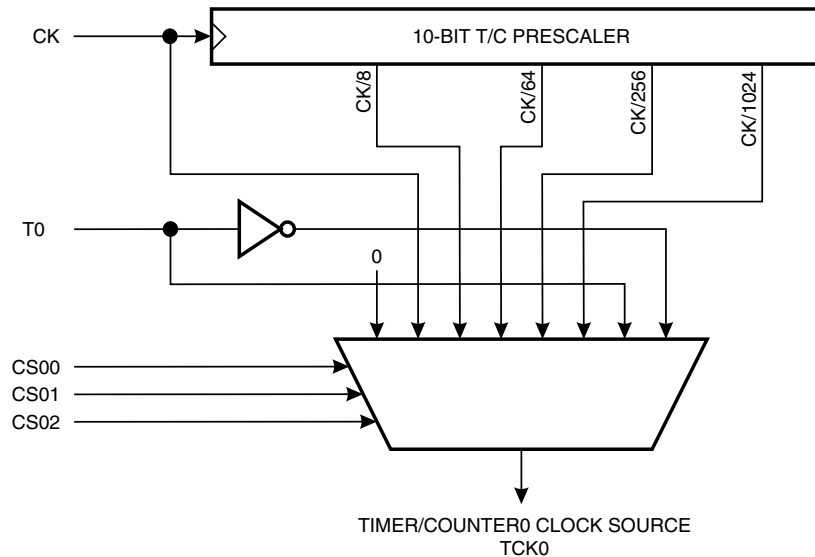 CK
10-BIT T/C PRESCALER
CK/8
CK/64
CK/256
CK/1024
T0
0
CS00
CS01
CS02
TIMER/COUNTER0 CLOCK SOURCE
TCK0